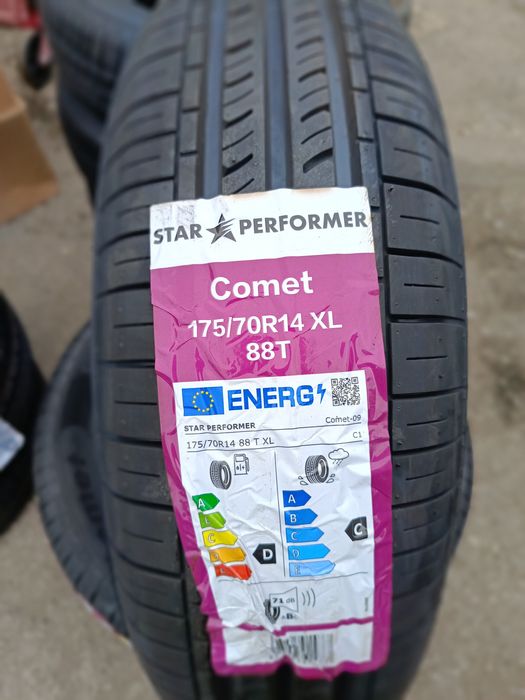 STAR PERFORMER
Comet
175/70R14 XL
88T
ENERG
STAR PERFORMER Comet-09
175/70R14 88 T XL C1
A A
B
C C C
D D D
E
71 dB
B